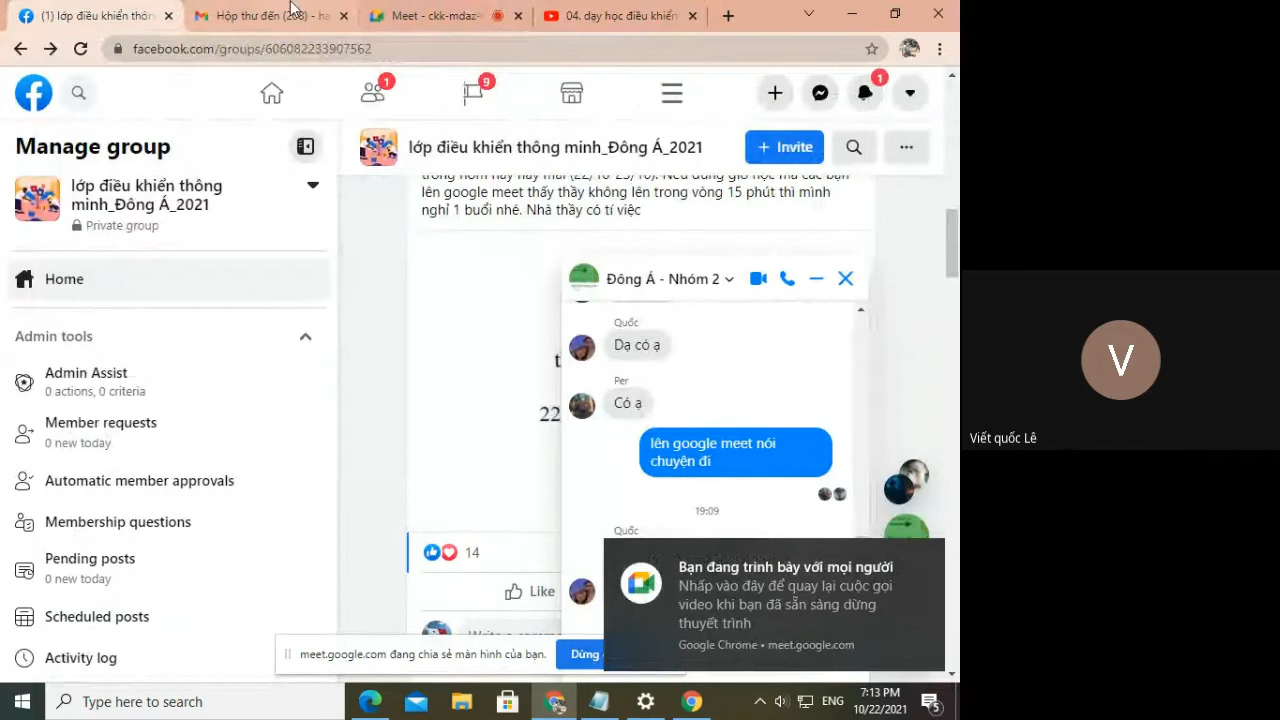 (1) lớp điều khiển thôn
Hộp thư đến (268) - ha
Meet - ckk-mdaz-
04. dạy học điều khiển
facebook.com/groups/606082233907562
1
9
1
Manage group
lớp điều khiển thông minh_Đông Á_2021
Private group
Home
Admin tools
Admin Assist
0 actions, 0 criteria
Member requests
0 new today
Automatic member approvals
Membership questions
Pending posts
0 new today
Scheduled posts
Activity log
lớp điều khiển thông minh_Đông Á_2021
+ Invite
lên google meet thấy thầy không lên trong vòng 15 phút thì mình
nghỉ 1 buổi nhé. Nhà thầy có tí việc
22
14
Like
Đông Á - Nhóm 2
Quốc
Dạ có ạ
Per
Có ạ
lên google meet nói
chuyện đi
19:09
Quốc
Bạn đang trình bày với mọi người
Nhấp vào đây để quay lại cuộc gọi
video khi bạn đã sẵn sàng dừng
thuyết trình
Google Chrome • meet.google.com
meet.google.com đang chia sẻ màn hình của bạn.
Dừng
V
Viết quốc Lê
Type here to search
ENG
7:13 PM
10/22/2021
5